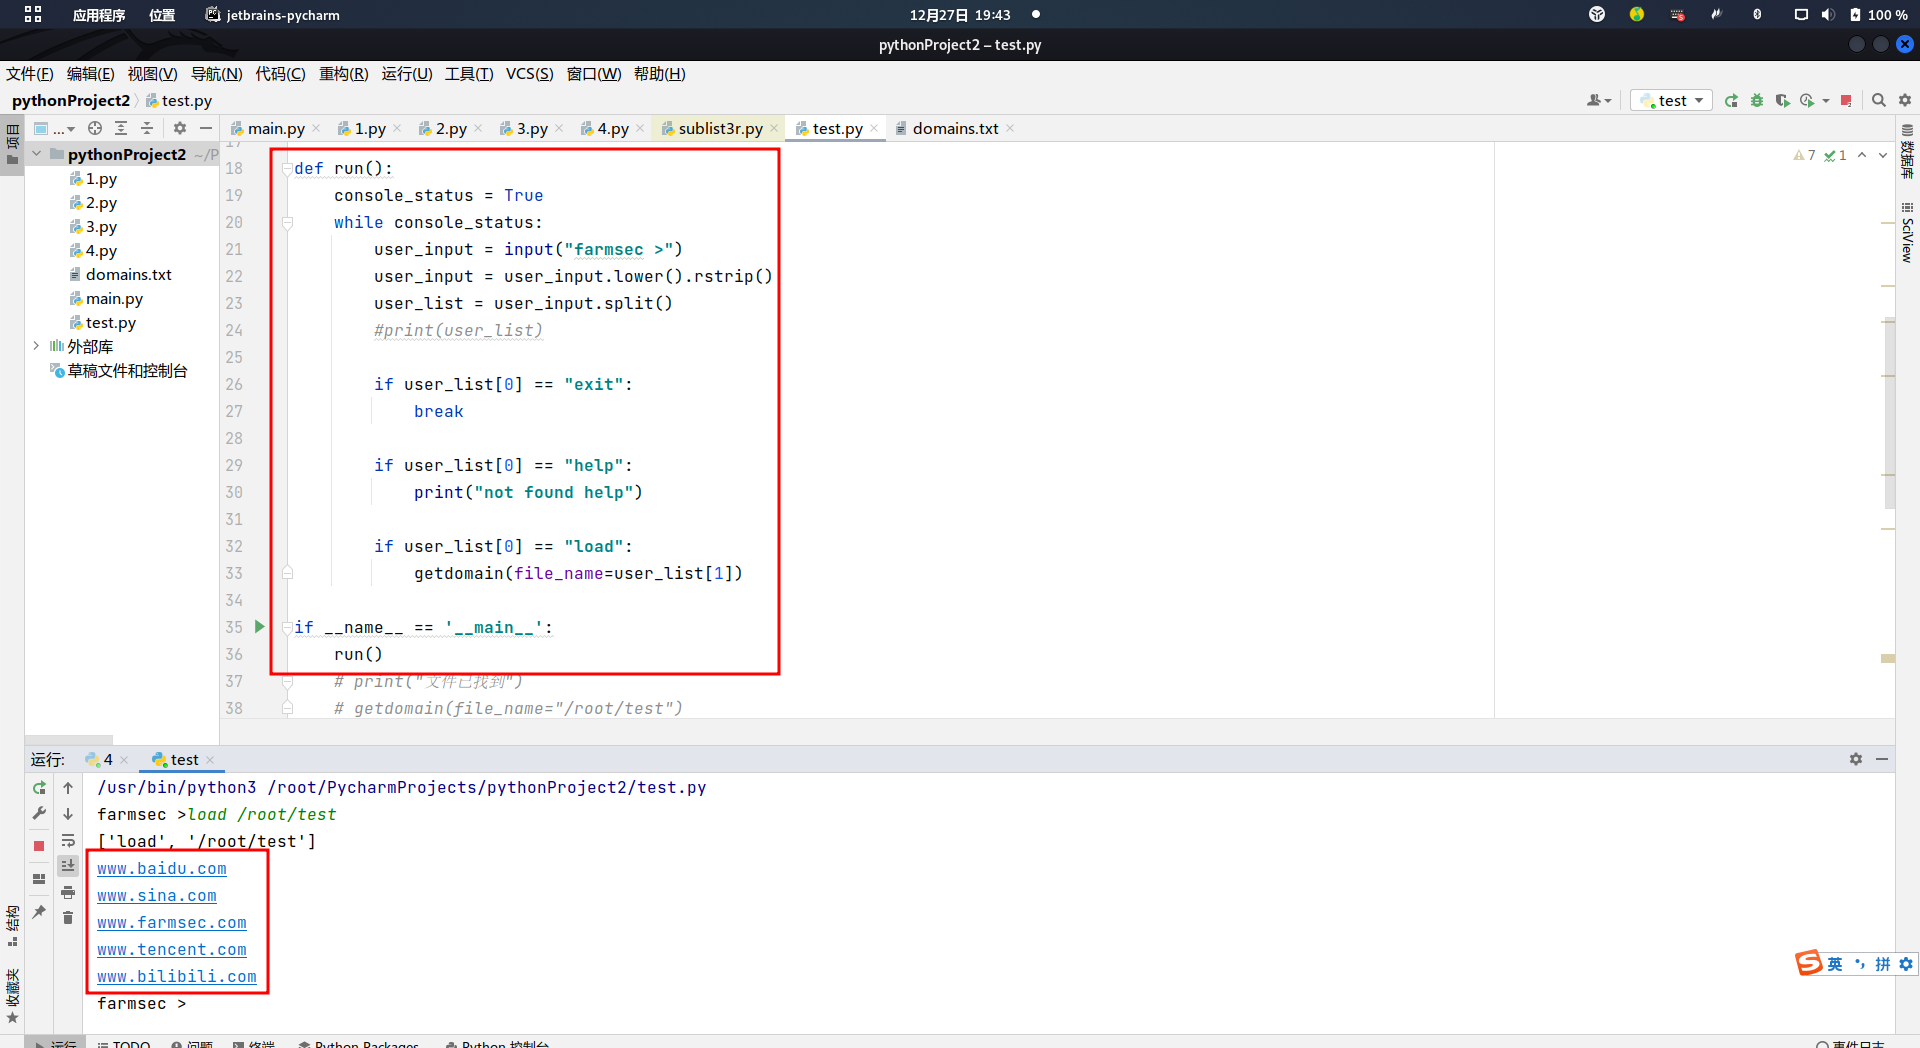 应用程序 位置 jetbrains-pycharm 12月27日 19:43 100 %
pythonProject2 – test.py
文件(F) 编辑(E) 视图(V) 导航(N) 代码(C) 重构(R) 运行(U) 工具(T) VCS(S) 窗口(W) 帮助(H)
pythonProject2 test.py test
... main.py 1.py 2.py 3.py 4.py sublist3r.py test.py domains.txt
项目
pythonProject2 ~/P
1.py
2.py
3.py
4.py
domains.txt
main.py
test.py
外部库
草稿文件和控制台
7 1
数据库
SciView
17
18 def run():
19 console_status = True
20 while console_status:
21 user_input = input("farmsec >")
22 user_input = user_input.lower().rstrip()
23 user_list = user_input.split()
24 #print(user_list)
25
26 if user_list[0] == "exit":
27 break
28
29 if user_list[0] == "help":
30 print("not found help")
31
32 if user_list[0] == "load":
33 getdomain(file_name=user_list[1])
34
35 if __name__ == '__main__':
36 run()
37 # print("文件已找到")
38 # getdomain(file_name="/root/test")
运行: 4 test
/usr/bin/python3 /root/PycharmProjects/pythonProject2/test.py
farmsec >load /root/test
['load', '/root/test']
www.baidu.com
www.sina.com
www.farmsec.com
www.tencent.com
www.bilibili.com
farmsec >
结构
收藏夹
英 拼
运行 TODO 问题 终端 Python Packages Python 控制台 事件日志